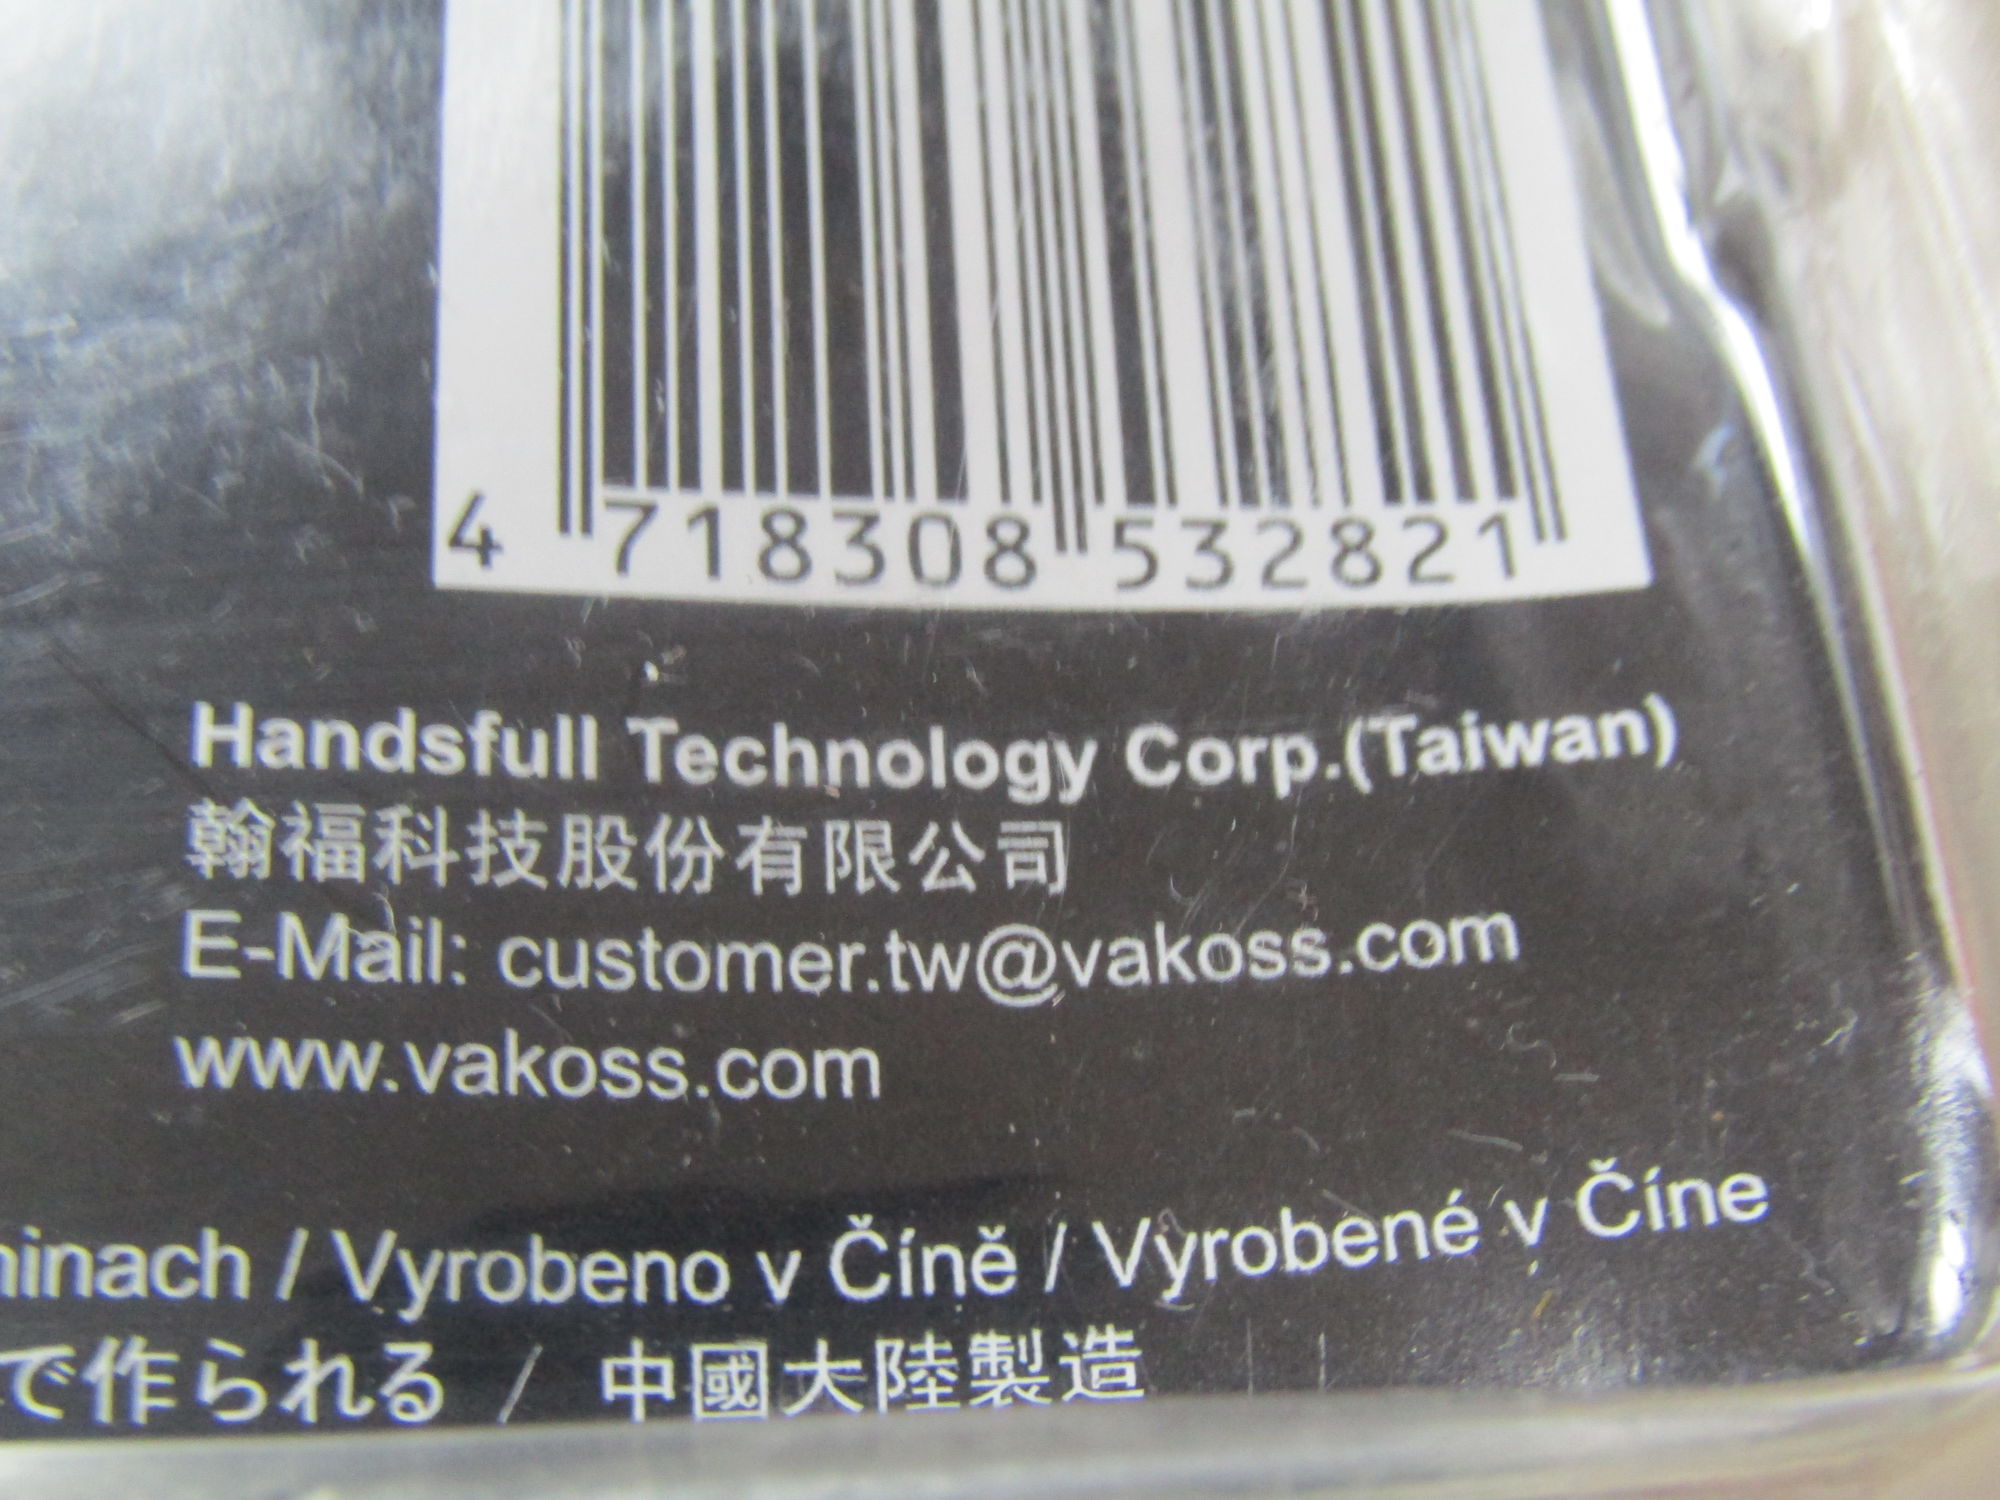 4 718308 532821
Handsfull Technology Corp.(Taiwan)
翰福科技股份有限公司
E-Mail: customer.tw@vakoss.com
www.vakoss.com
/ Vyrobeno v Číně / Vyrobené v Číne
で作られる / 中國大陸製造